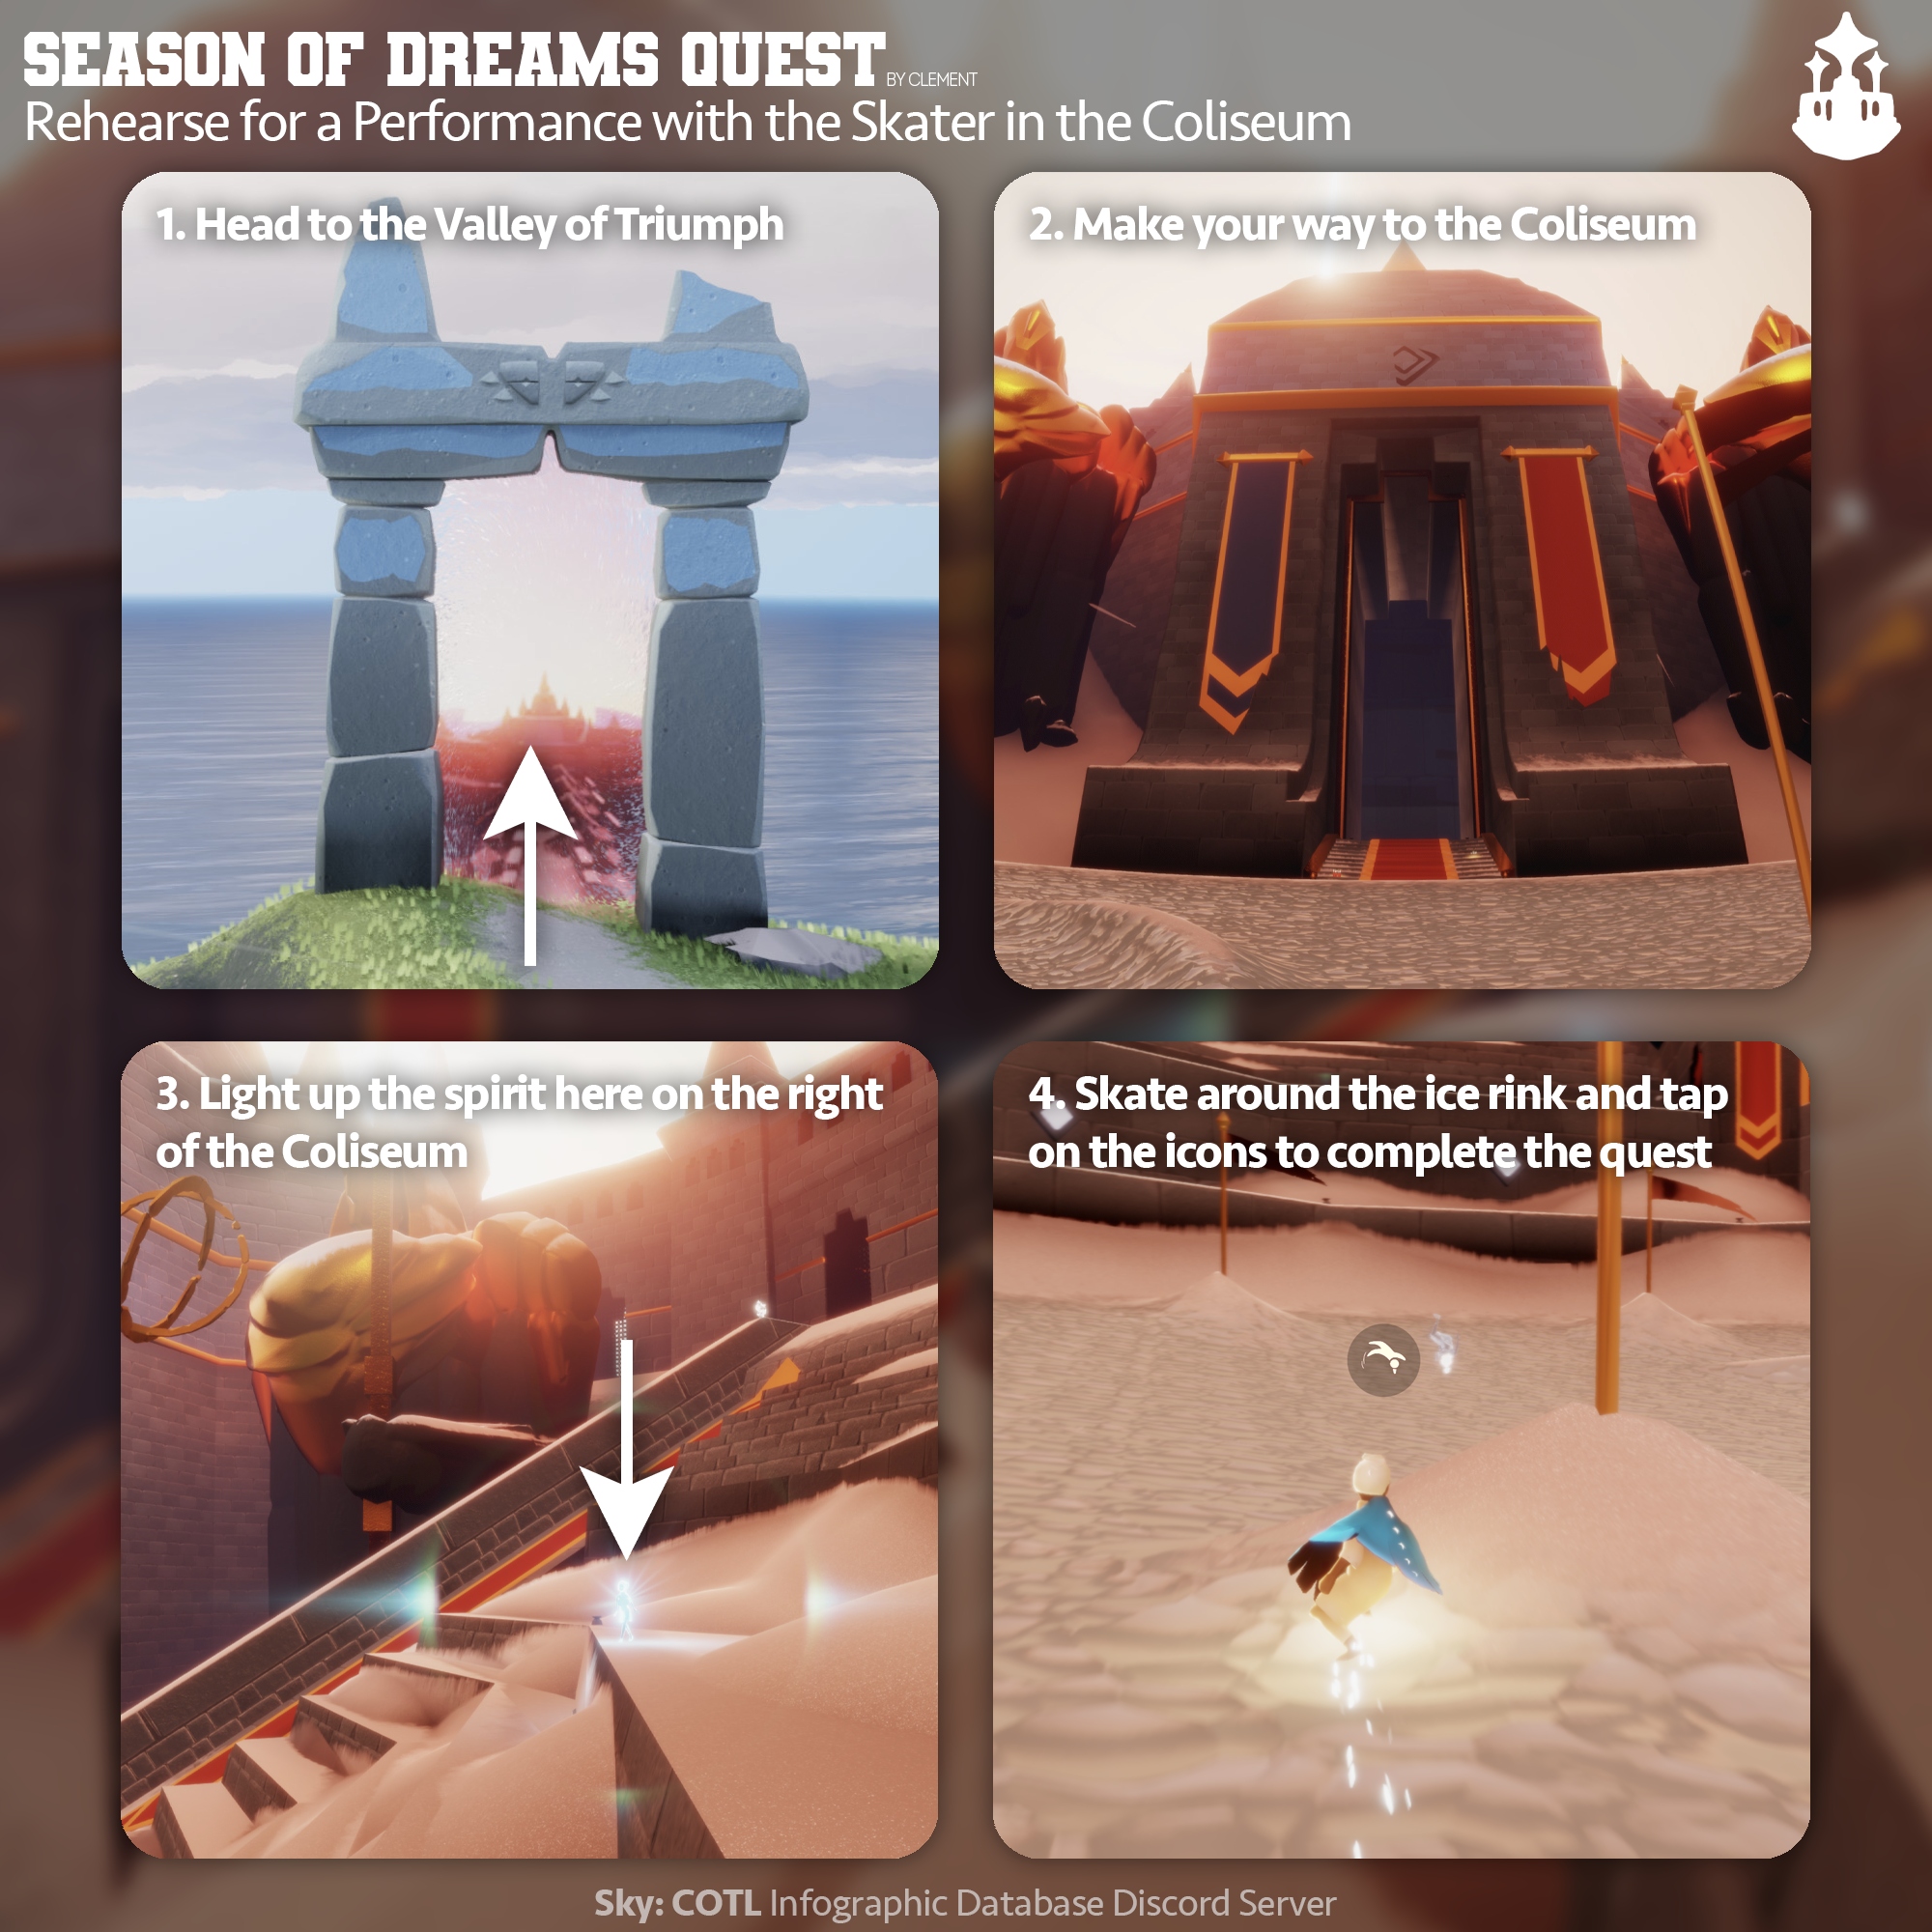 SEASON OF DREAMS QUEST BY CLEMENT
Rehearse for a Performance with the Skater in the Coliseum
1. Head to the Valley of Triumph
2. Make your way to the Coliseum
3. Light up the spirit here on the right
of the Coliseum
4. Skate around the ice rink and tap
on the icons to complete the quest
Sky: COTL Infographic Database Discord Server